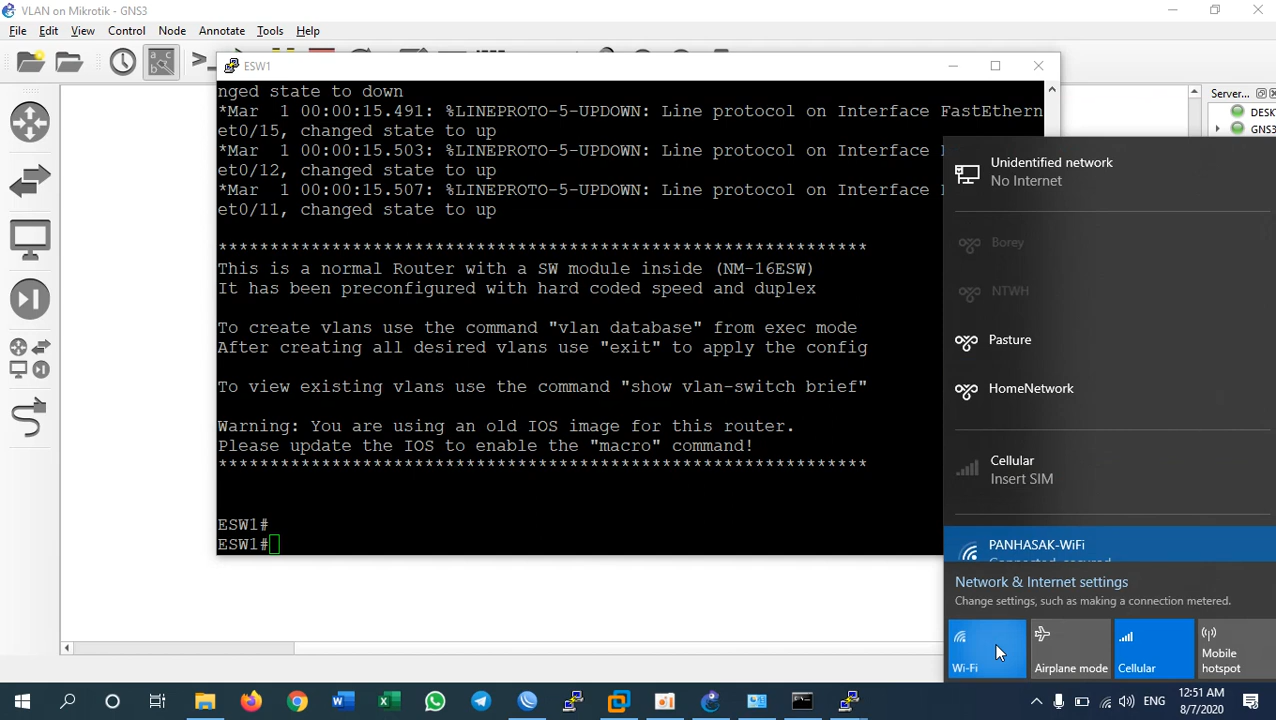 VLAN on Mikrotik - GNS3
File Edit View Control Node Annotate Tools Help
ESW1
nged state to down
*Mar  1 00:00:15.491: %LINEPROTO-5-UPDOWN: Line protocol on Interface FastEthern
et0/15, changed state to up
*Mar  1 00:00:15.503: %LINEPROTO-5-UPDOWN: Line protocol on Interface
et0/12, changed state to up
*Mar  1 00:00:15.507: %LINEPROTO-5-UPDOWN: Line protocol on Interface
et0/11, changed state to up
***************************************************************
This is a normal Router with a SW module inside (NM-16ESW)
It has been preconfigured with hard coded speed and duplex
To create vlans use the command "vlan database" from exec mode
After creating all desired vlans use "exit" to apply the config
To view existing vlans use the command "show vlan-switch brief"
Warning: You are using an old IOS image for this router.
Please update the IOS to enable the "macro" command!
***************************************************************
ESW1#
ESW1#
Server...
DESK
GNS3
Unidentified network
No Internet
Borey
NTWH
Pasture
HomeNetwork
Cellular
Insert SIM
PANHASAK-WiFi
Connected, secured
Network & Internet settings
Change settings, such as making a connection metered.
Wi-Fi
Airplane mode
Cellular
Mobile
hotspot
ENG
12:51 AM
8/7/2020